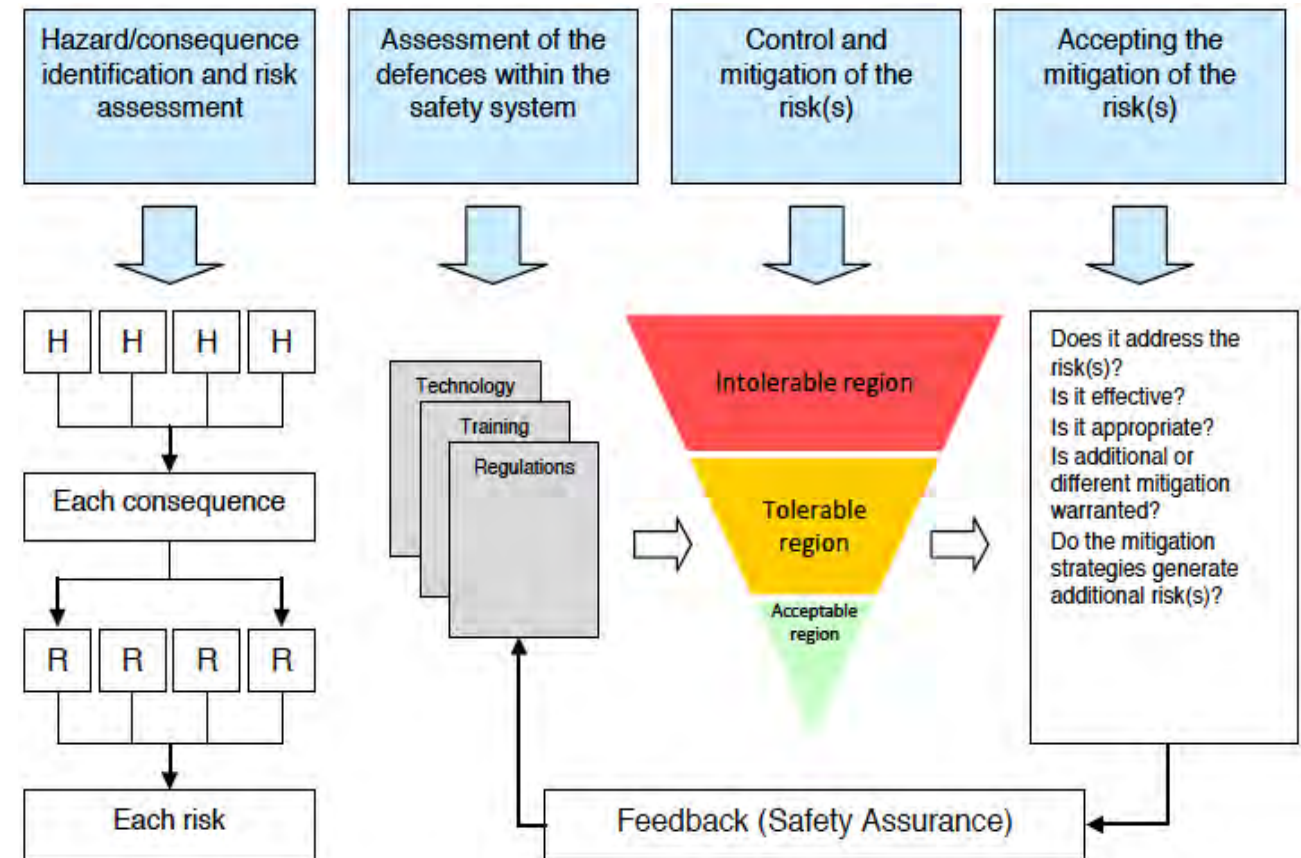 Hazard/consequence
identification and risk
assessment
Assessment of the
defences within the
safety system
Control and
mitigation of the
risk(s)
Accepting the
mitigation of the
risk(s)
H H H H
Each consequence
R R R R
Each risk
Technology
Training
Regulations
Intolerable region
Tolerable
region
Acceptable
region
Does it address the
risk(s)?
Is it effective?
Is it appropriate?
Is additional or
different mitigation
warranted?
Do the mitigation
strategies generate
additional risk(s)?
Feedback (Safety Assurance)